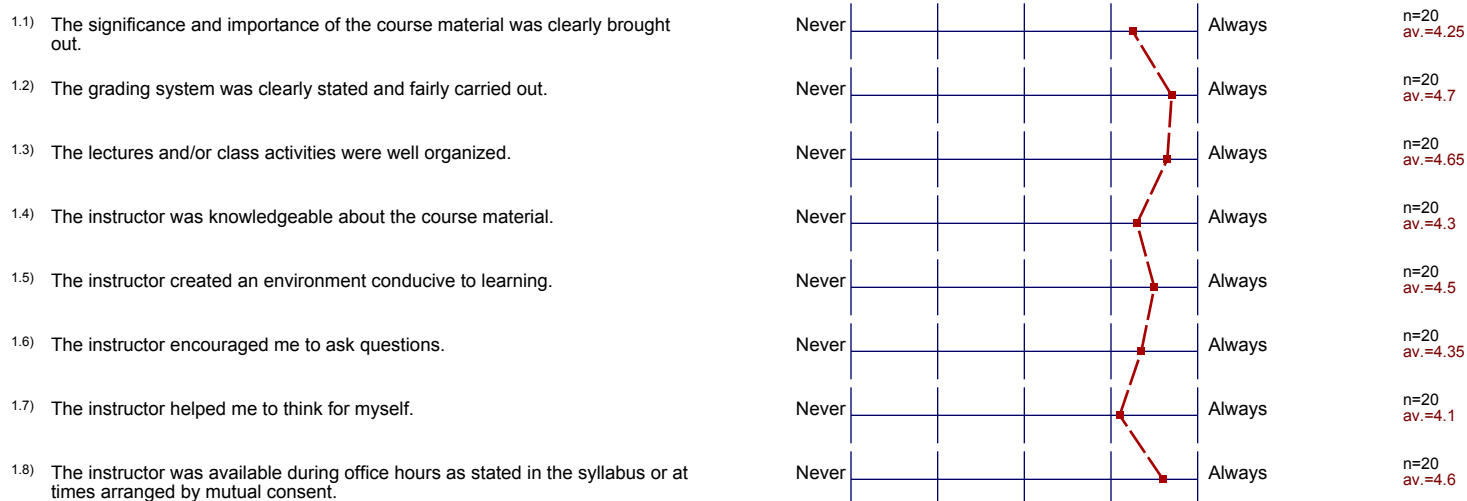 1.1) The significance and importance of the course material was clearly brought out. Never Always n=20 av.=4.25
1.2) The grading system was clearly stated and fairly carried out. Never Always n=20 av.=4.7
1.3) The lectures and/or class activities were well organized. Never Always n=20 av.=4.65
1.4) The instructor was knowledgeable about the course material. Never Always n=20 av.=4.3
1.5) The instructor created an environment conducive to learning. Never Always n=20 av.=4.5
1.6) The instructor encouraged me to ask questions. Never Always n=20 av.=4.35
1.7) The instructor helped me to think for myself. Never Always n=20 av.=4.1
1.8) The instructor was available during office hours as stated in the syllabus or at times arranged by mutual consent. Never Always n=20 av.=4.6